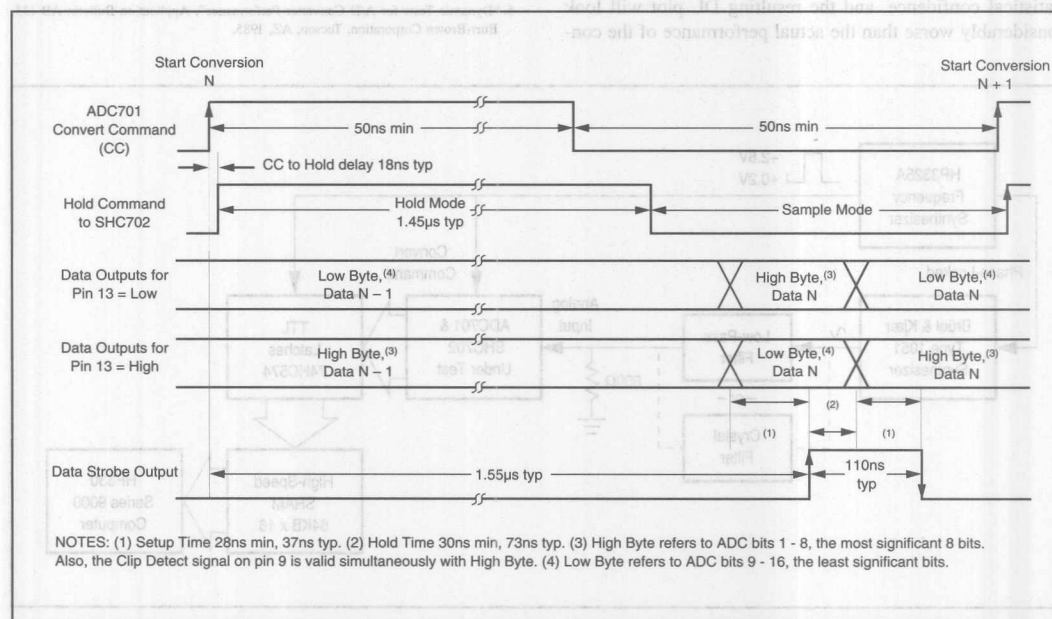 Start Conversion
N
Start Conversion
N + 1
ADC701
Convert Command
(CC)
50ns min
50ns min
CC to Hold delay 18ns typ
Hold Command
to SHC702
Hold Mode
1.45µs typ
Sample Mode
Data Outputs for
Pin 13 = Low
Low Byte,(4)
Data N – 1
High Byte,(3)
Data N
Low Byte,(4)
Data N
Data Outputs for
Pin 13 = High
High Byte,(3)
Data N – 1
Low Byte,(4)
Data N
High Byte,(3)
Data N
(1)
(2)
(1)
Data Strobe Output
1.55µs typ
110ns
typ
NOTES: (1) Setup Time 28ns min, 37ns typ. (2) Hold Time 30ns min, 73ns typ. (3) High Byte refers to ADC bits 1 - 8, the most significant 8 bits.
Also, the Clip Detect signal on pin 9 is valid simultaneously with High Byte. (4) Low Byte refers to ADC bits 9 - 16, the least significant bits.